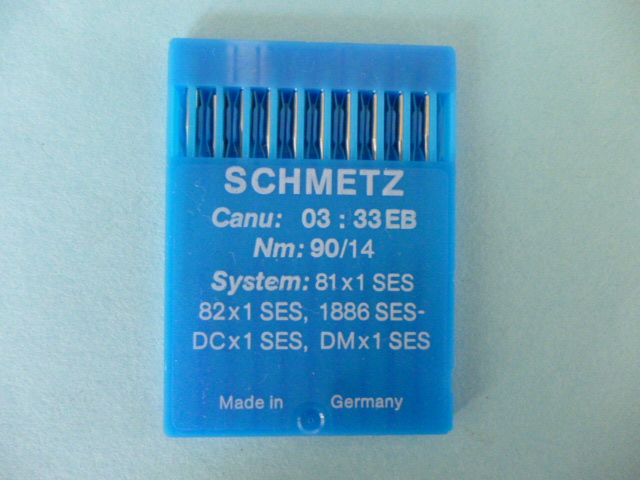 SCHMETZ
Canu: 03 : 33 EB
Nm: 90/14
System: 81x1 SES
82x1 SES, 1886 SES-
DCx1 SES, DMx1 SES
Made in Germany